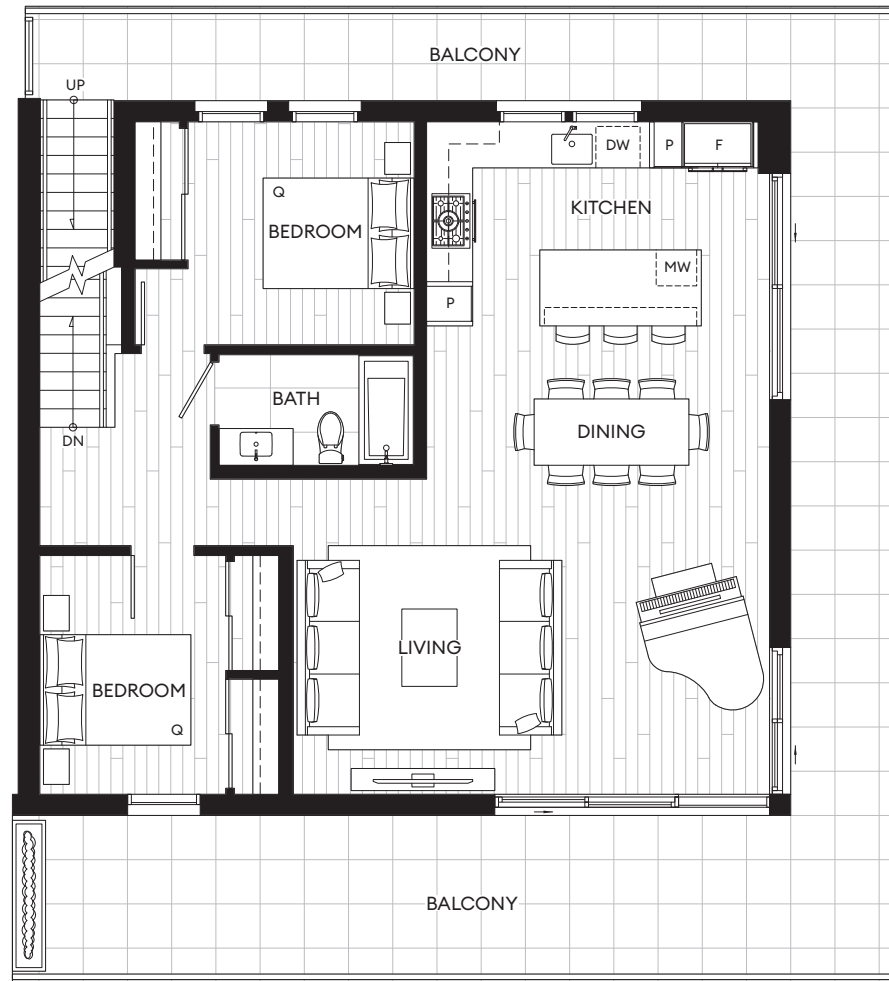 BALCONY
UP
DW
P
F
Q
KITCHEN
BEDROOM
MW
P
BATH
DINING
DN
LIVING
BEDROOM
Q
BALCONY